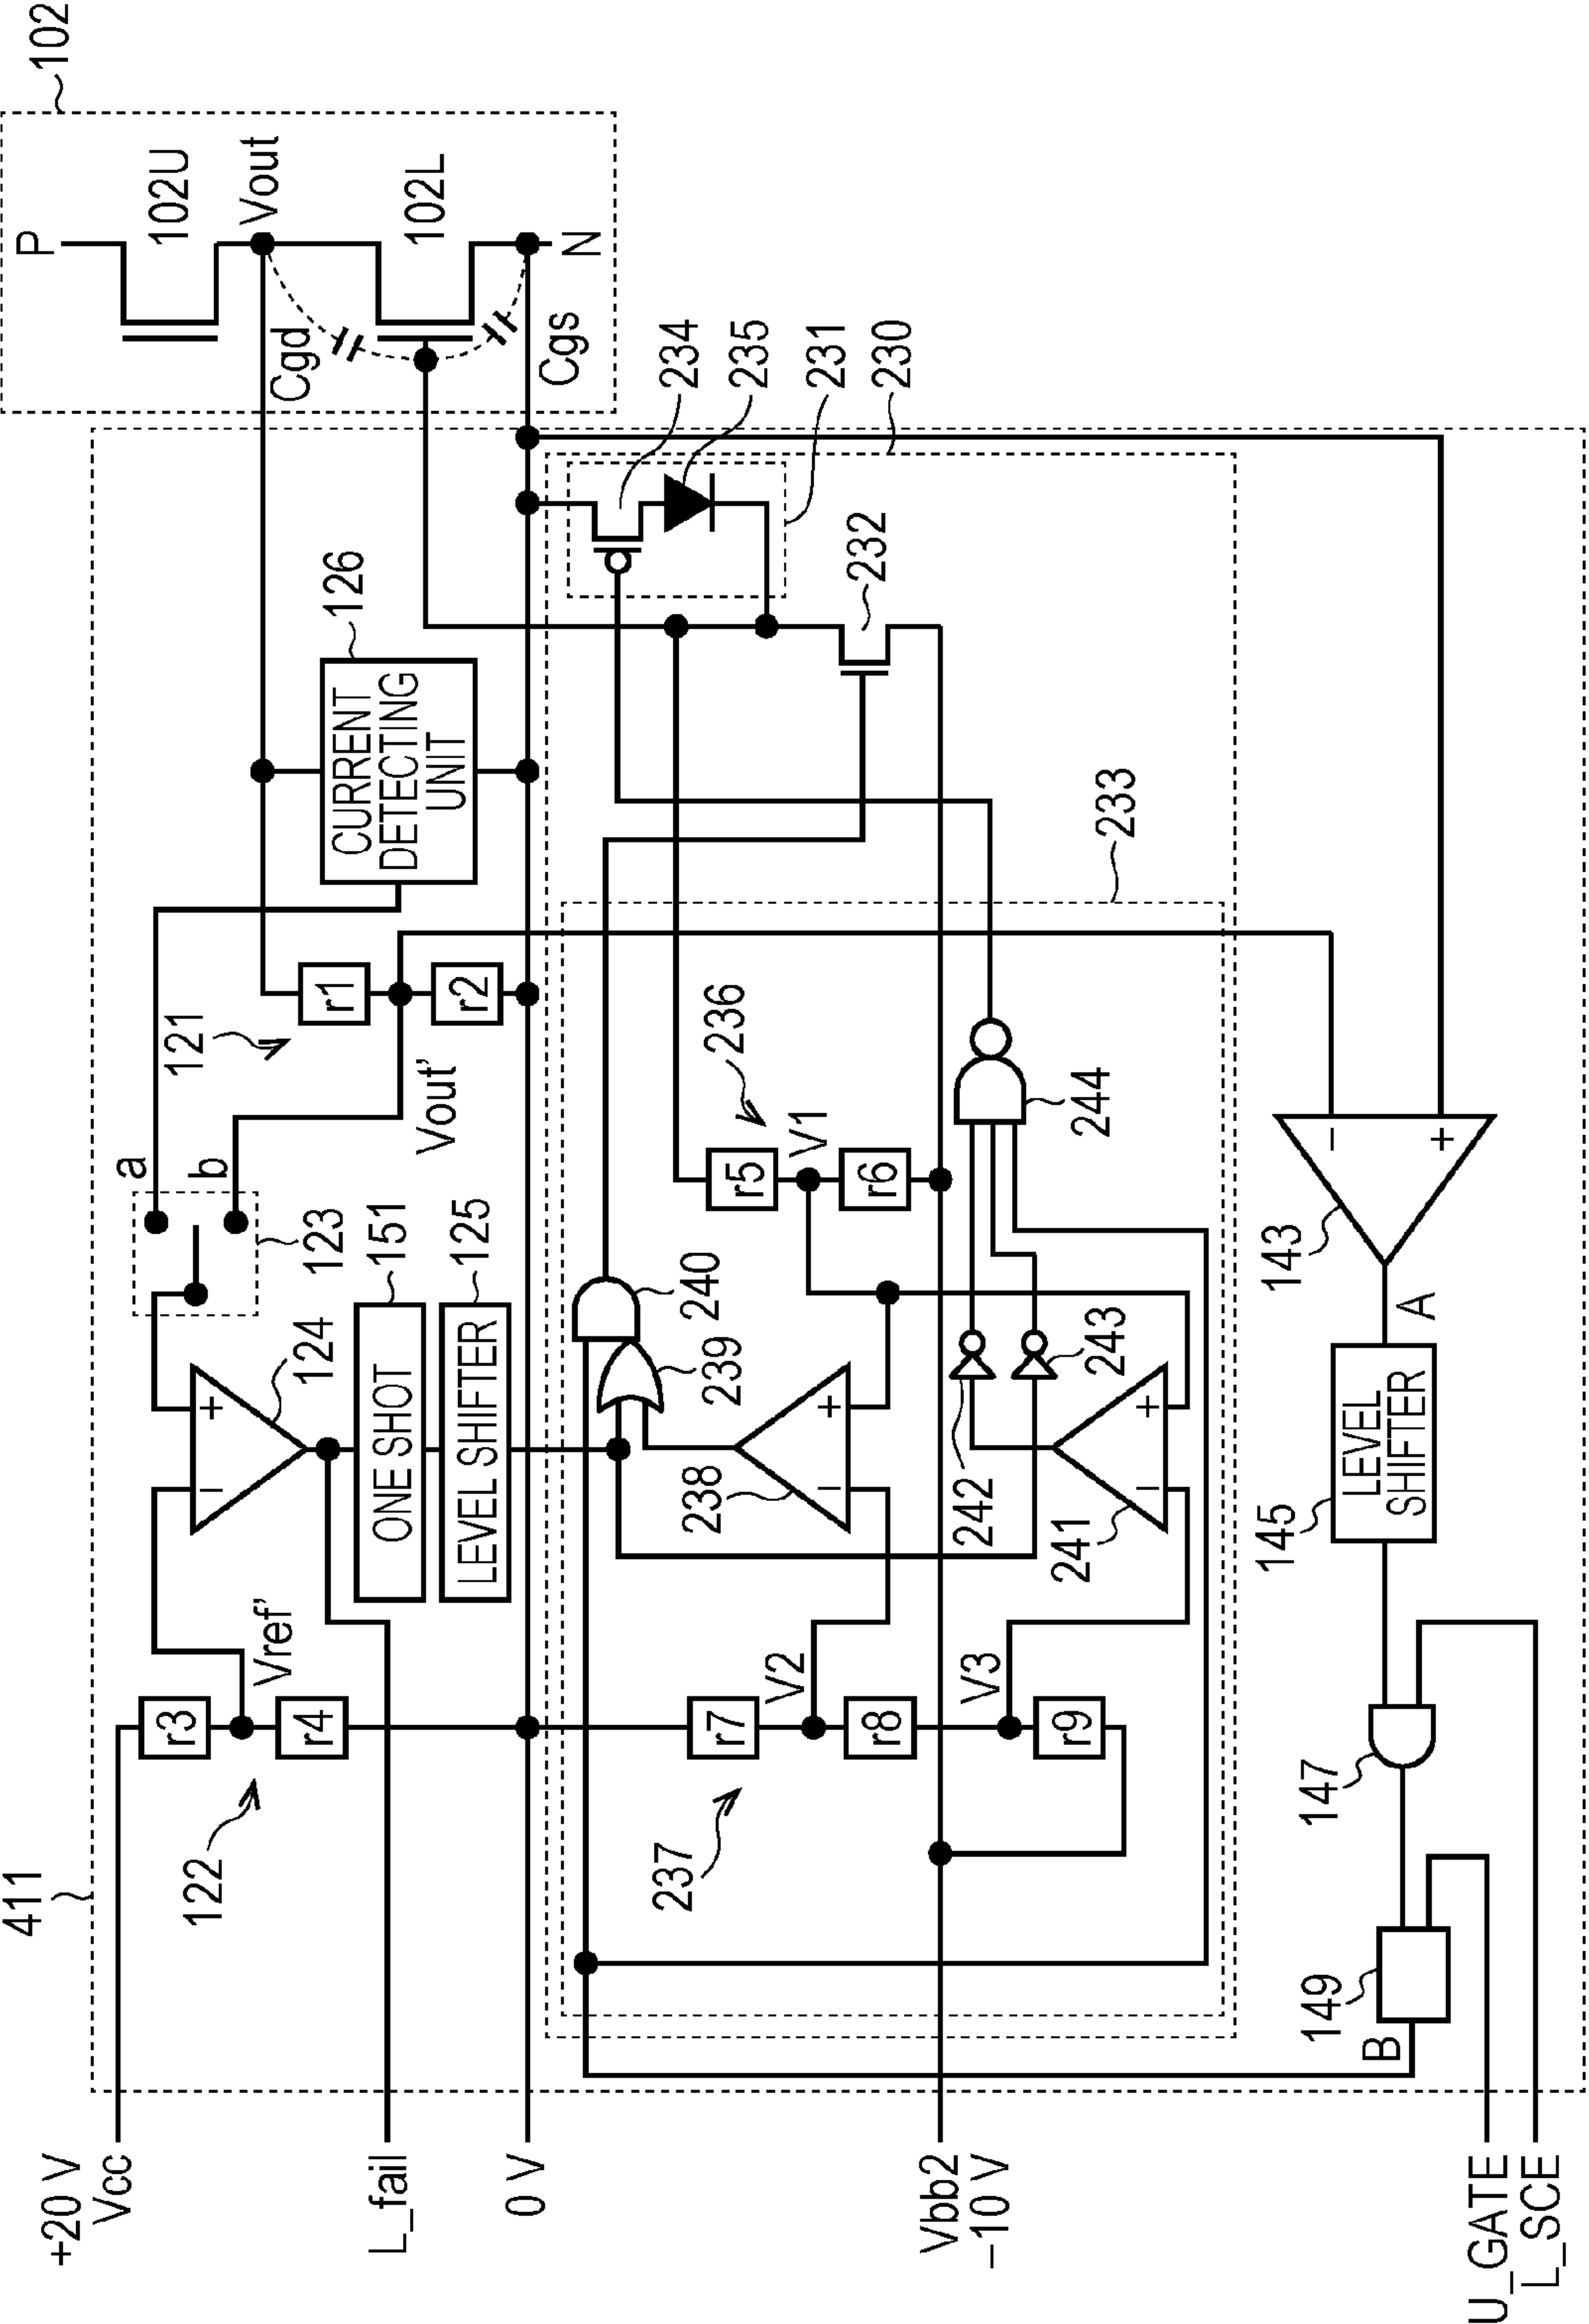 102
P
102U
Vout
102L
N
Cgd
Cgs
234
235
231
230
232
126
CURRENT
DETECTING
UNIT
233
r1
r2
121
Vout'
a
b
123
236
V1
r5
r6
244
151
ONE SHOT
125
LEVEL SHIFTER
124
+
−
240
239
238
+
−
242
243
241
+
−
143
−
+
A
145
LEVEL
SHIFTER
Vref'
r3
r4
122
V2
V3
r7
r8
r9
237
147
149
B
411
+20 V
Vcc
L_fail
0 V
Vbb2
−10 V
U_GATE
L_SCE